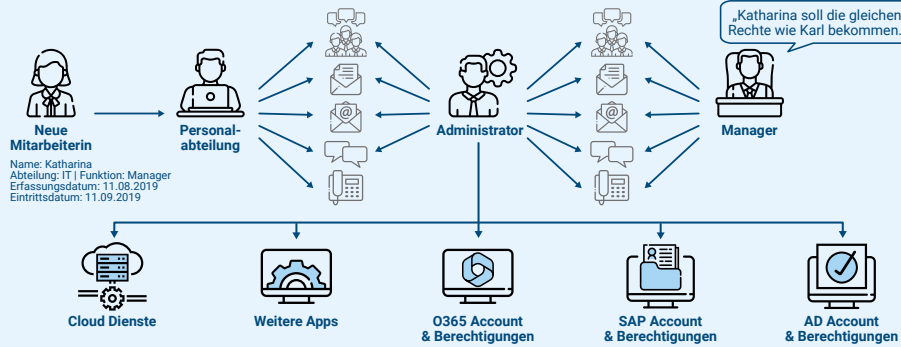 „Katharina soll die gleichen
Rechte wie Karl bekommen.
Neue
Mitarbeiterin
Name: Katharina
Abteilung: IT | Funktion: Manager
Erfassungsdatum: 11.08.2019
Eintrittsdatum: 11.09.2019
Personal-
abteilung
@
Administrator
@
Manager
Cloud Dienste
Weitere Apps
O365 Account
& Berechtigungen
SAP Account
& Berechtigungen
AD Account
& Berechtigungen